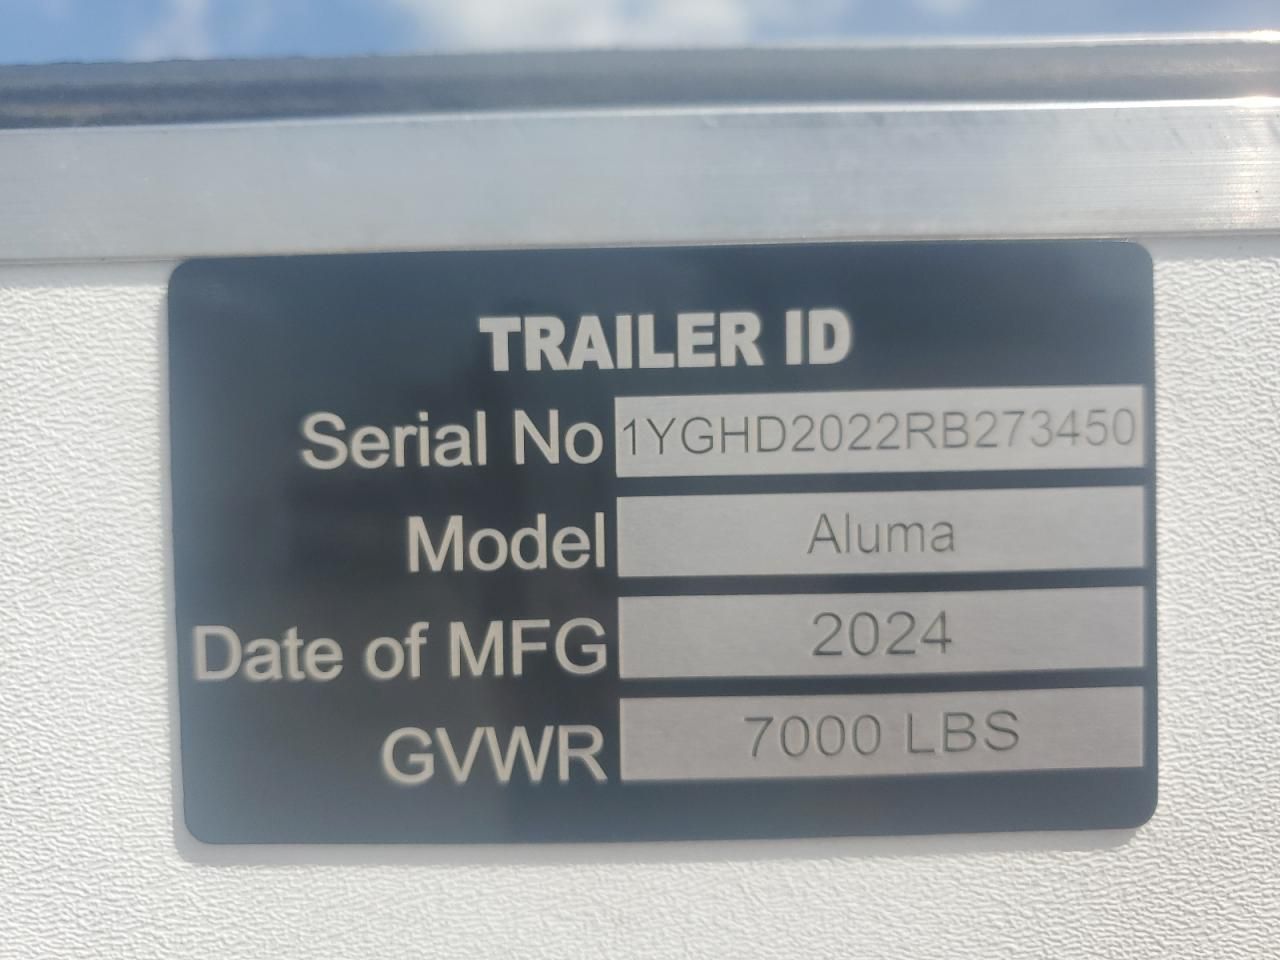 TRAILER ID
Serial No 1YGHD2022RB273450
Model Aluma
Date of MFG 2024
GVWR 7000 LBS